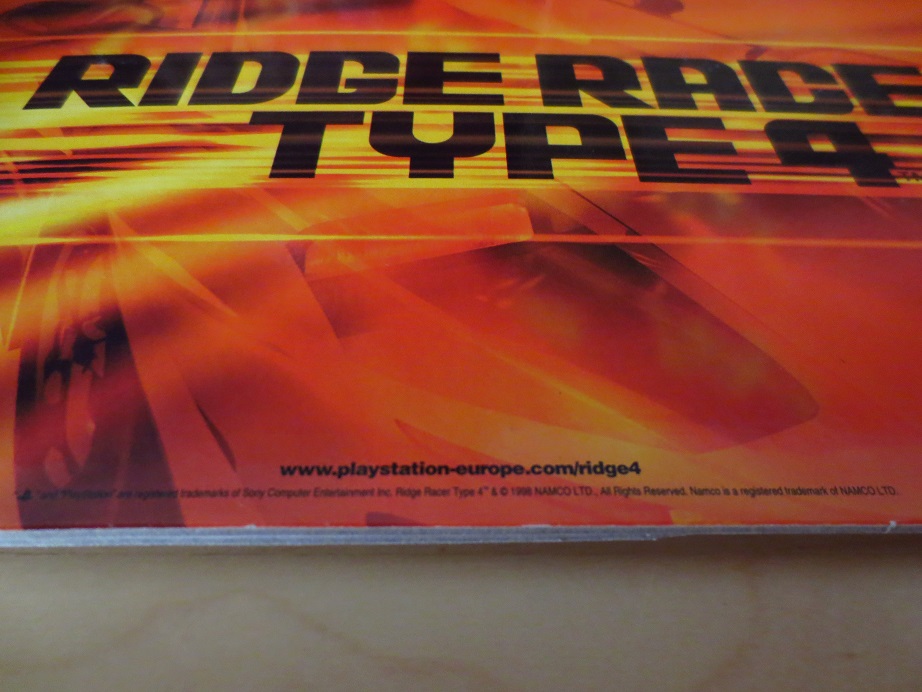 RIDGE RACE
TYPE 4
www.playstation-europe.com/ridge4
"and "PlayStation" are registered trademarks of Sony Computer Entertainment Inc. Ridge Racer Type 4™ & © 1998 NAMCO LTD., All Rights Reserved. Namco is a registered trademark of NAMCO LTD.